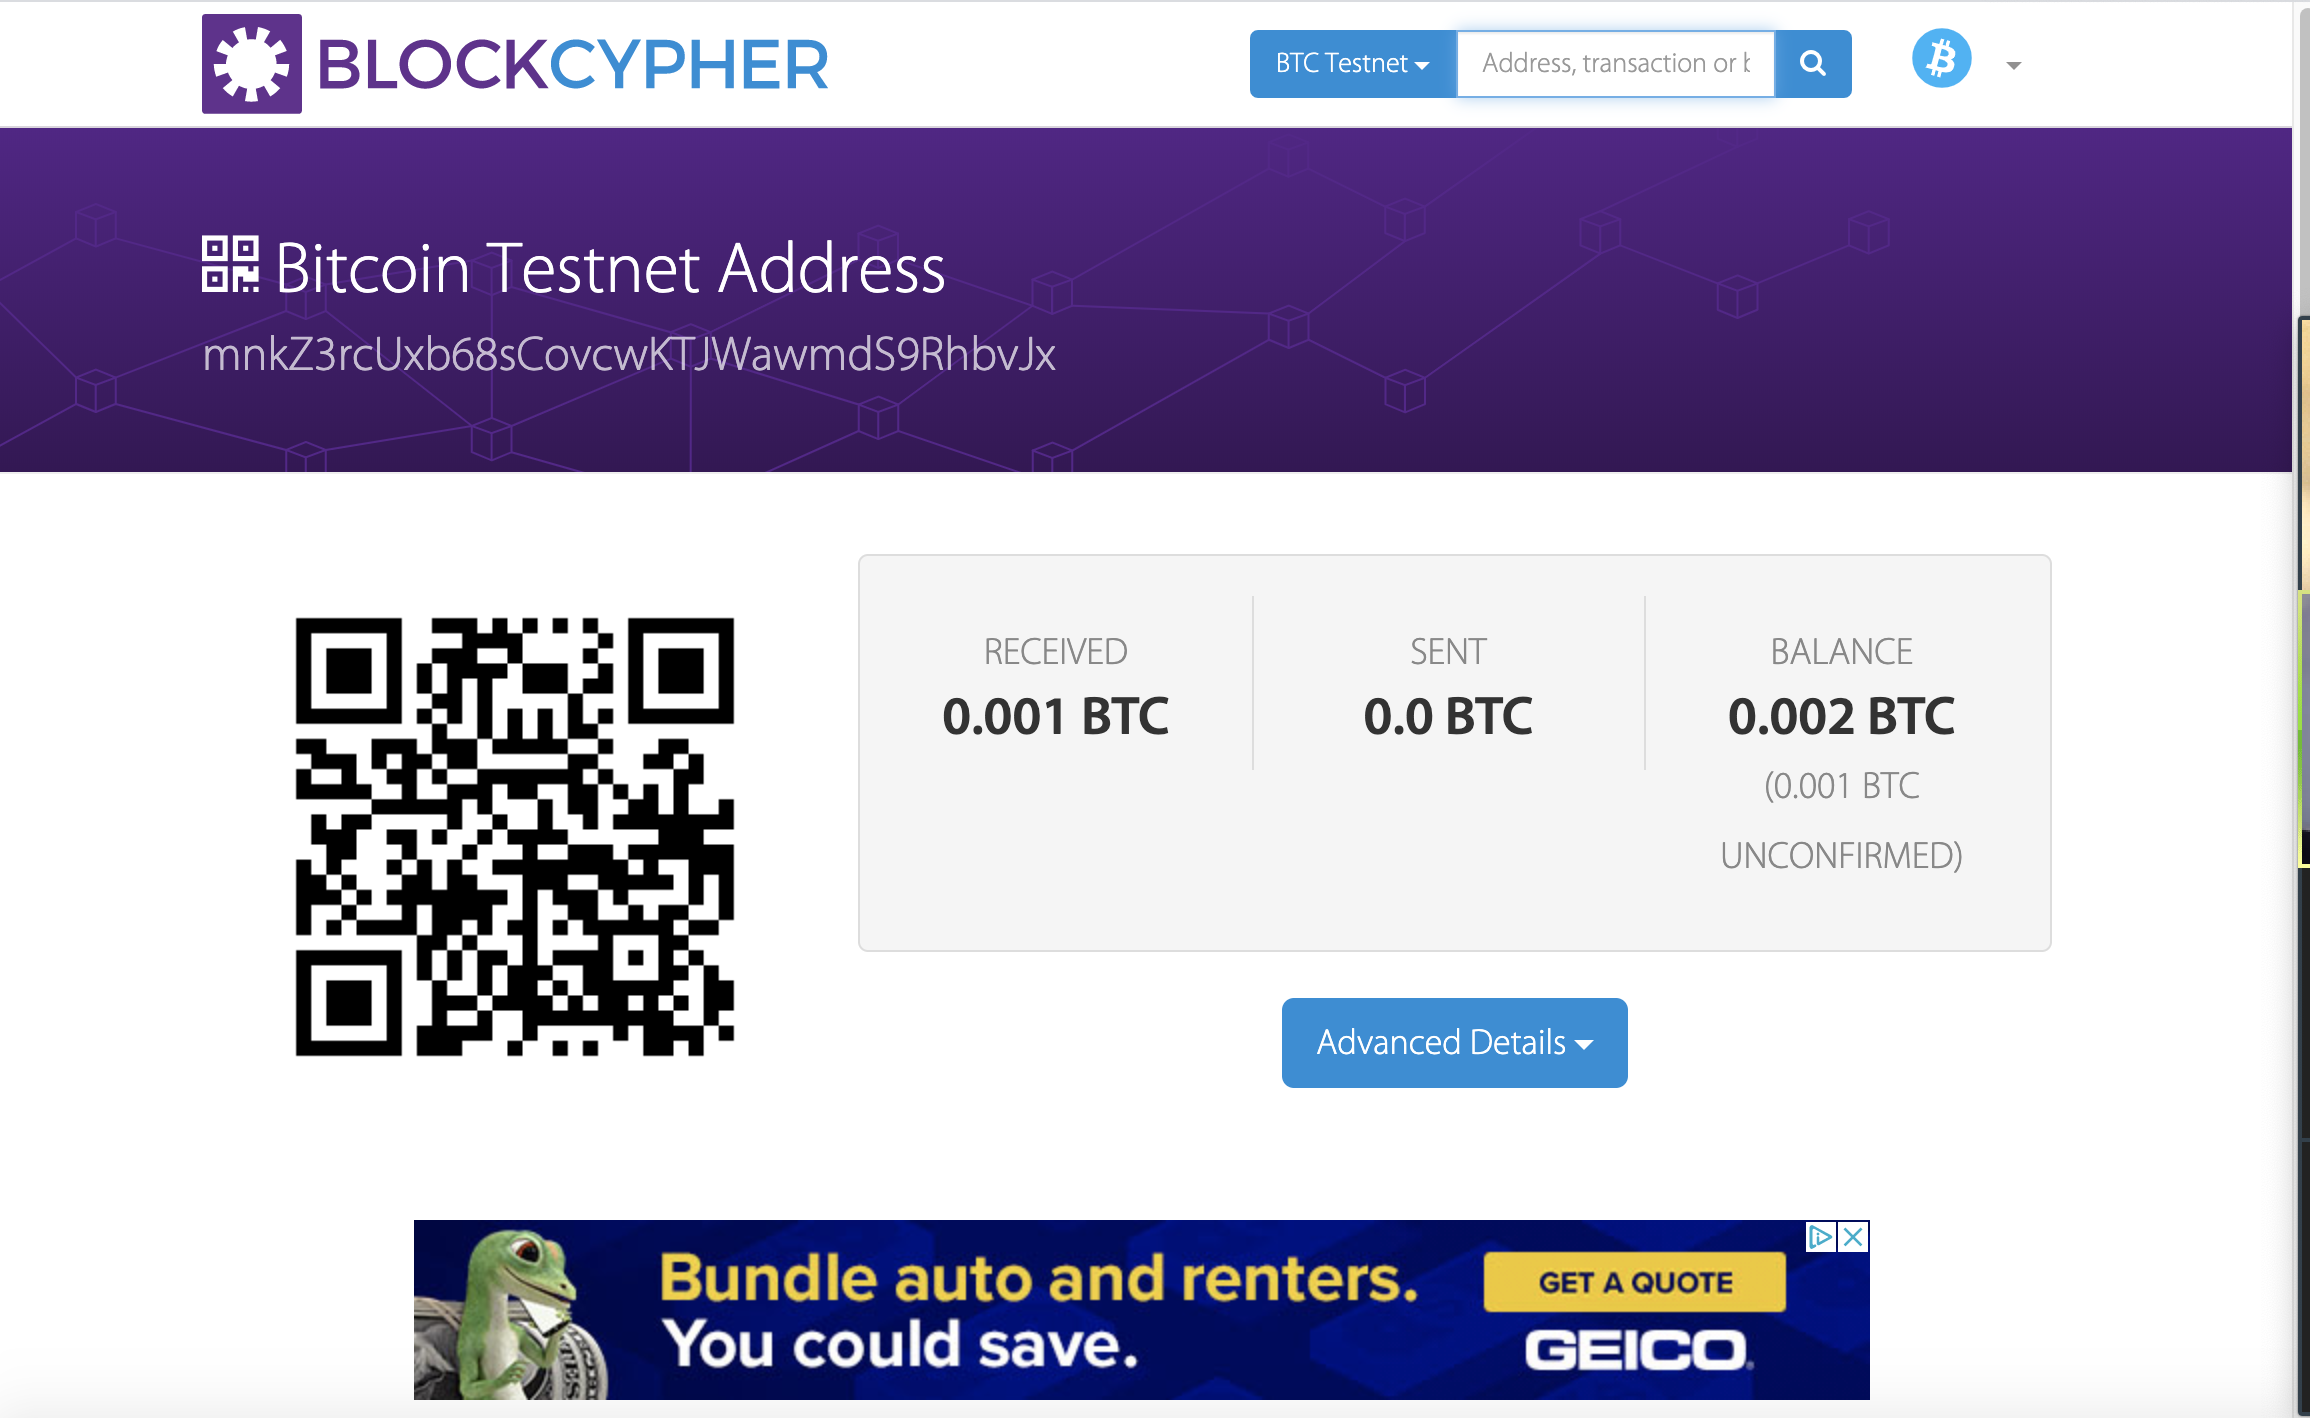 BLOCKCYPHER
BTC Testnet
Address, transaction or b
Bitcoin Testnet Address
mnkZ3rcUxb68sCovcwKTJWawmdS9RhbvJx
RECEIVED
0.001 BTC
SENT
0.0 BTC
BALANCE
0.002 BTC
(0.001 BTC
UNCONFIRMED)
Advanced Details
Bundle auto and renters.
You could save.
GET A QUOTE
GEICO